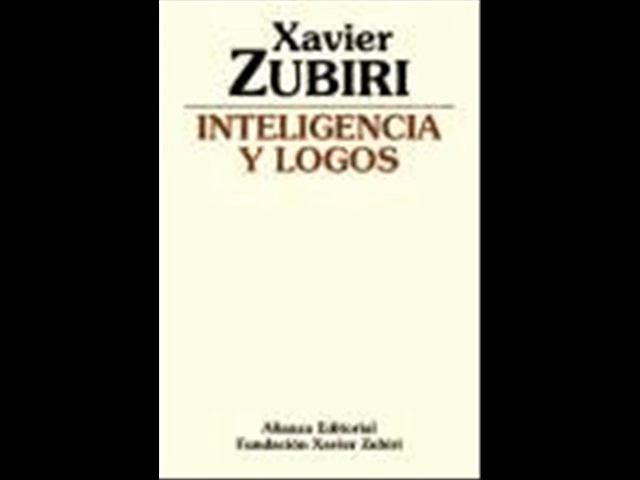 Xavier
ZUBIRI
INTELIGENCIA
Y LOGOS
Alianza Editorial
Fundación Xavier Zubiri